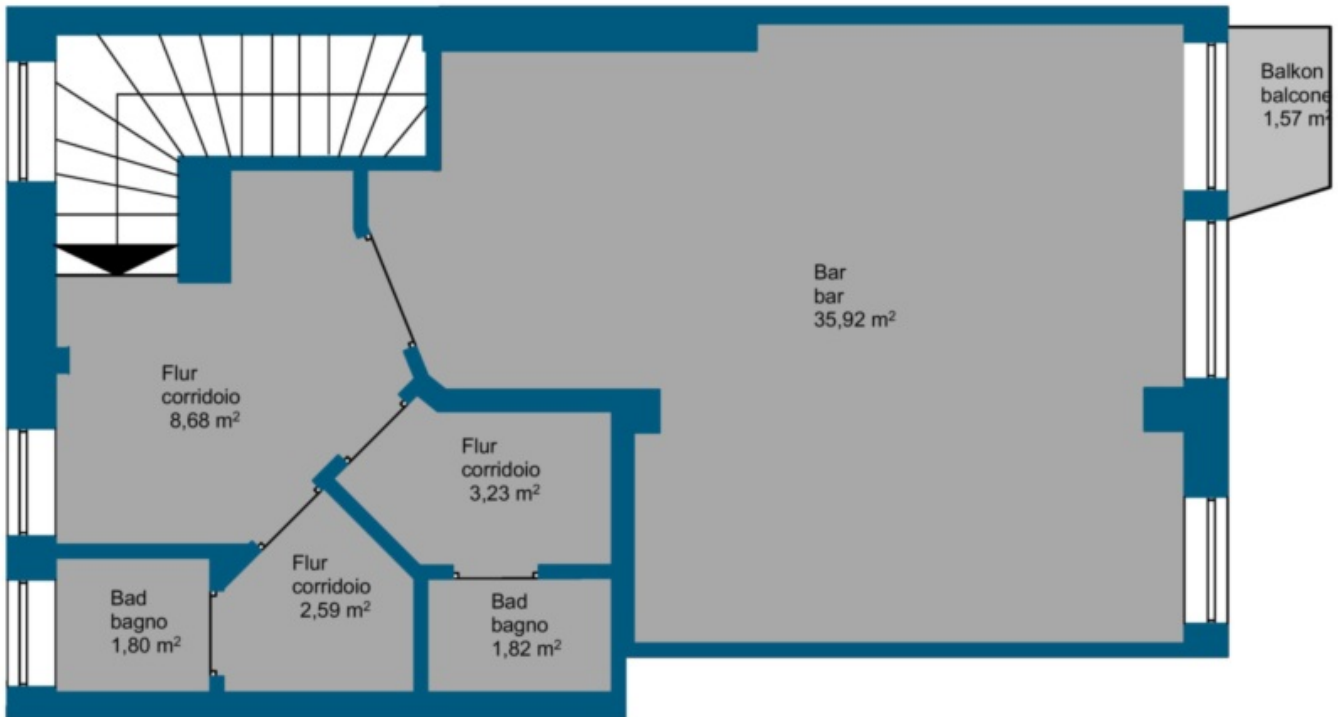 Balkon
balcone
1,57 m²
Bar
bar
35,92 m²
Flur
corridoio
8,68 m²
Flur
corridoio
3,23 m²
Flur
corridoio
2,59 m²
Bad
bagno
1,80 m²
Bad
bagno
1,82 m²